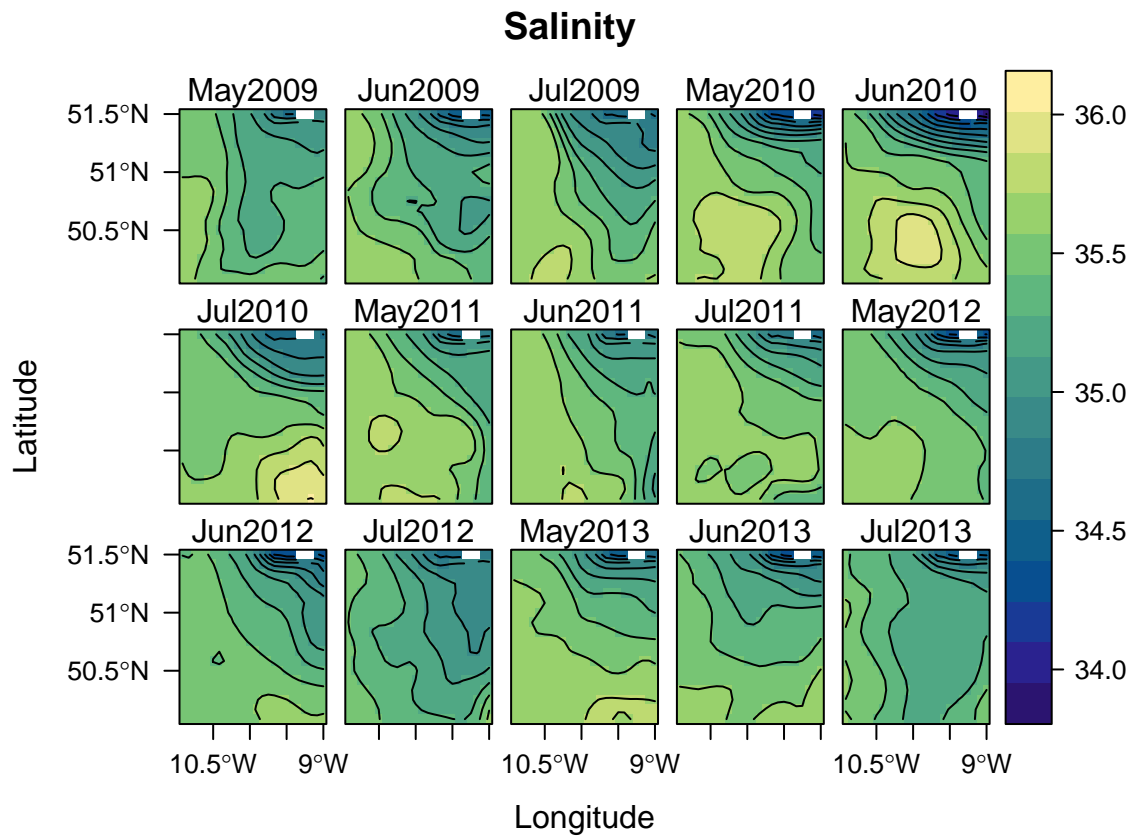 Salinity
May2009 Jun2009 Jul2009 May2010 Jun2010
51.5°N
51°N
50.5°N
Jul2010 May2011 Jun2011 Jul2011 May2012
Jun2012 Jul2012 May2013 Jun2013 Jul2013
51.5°N
51°N
50.5°N
10.5°W 9°W 10.5°W 9°W 10.5°W 9°W
Latitude
Longitude
36.0
35.5
35.0
34.5
34.0